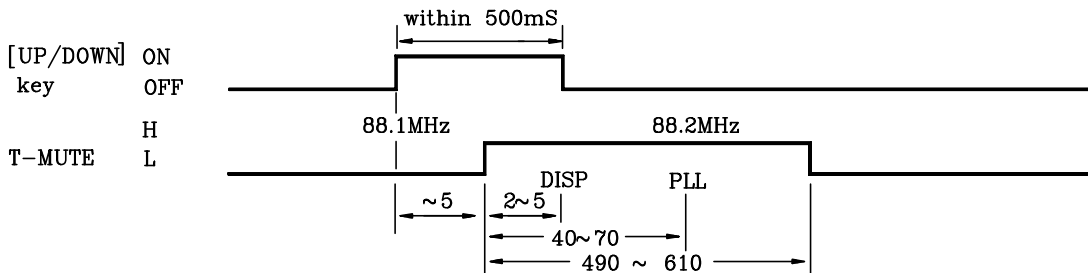 within 500mS
[UP/DOWN] ON
key OFF
H
88.1MHz 88.2MHz
T-MUTE L
DISP PLL
~5 2~5
40~70
490 ~ 610